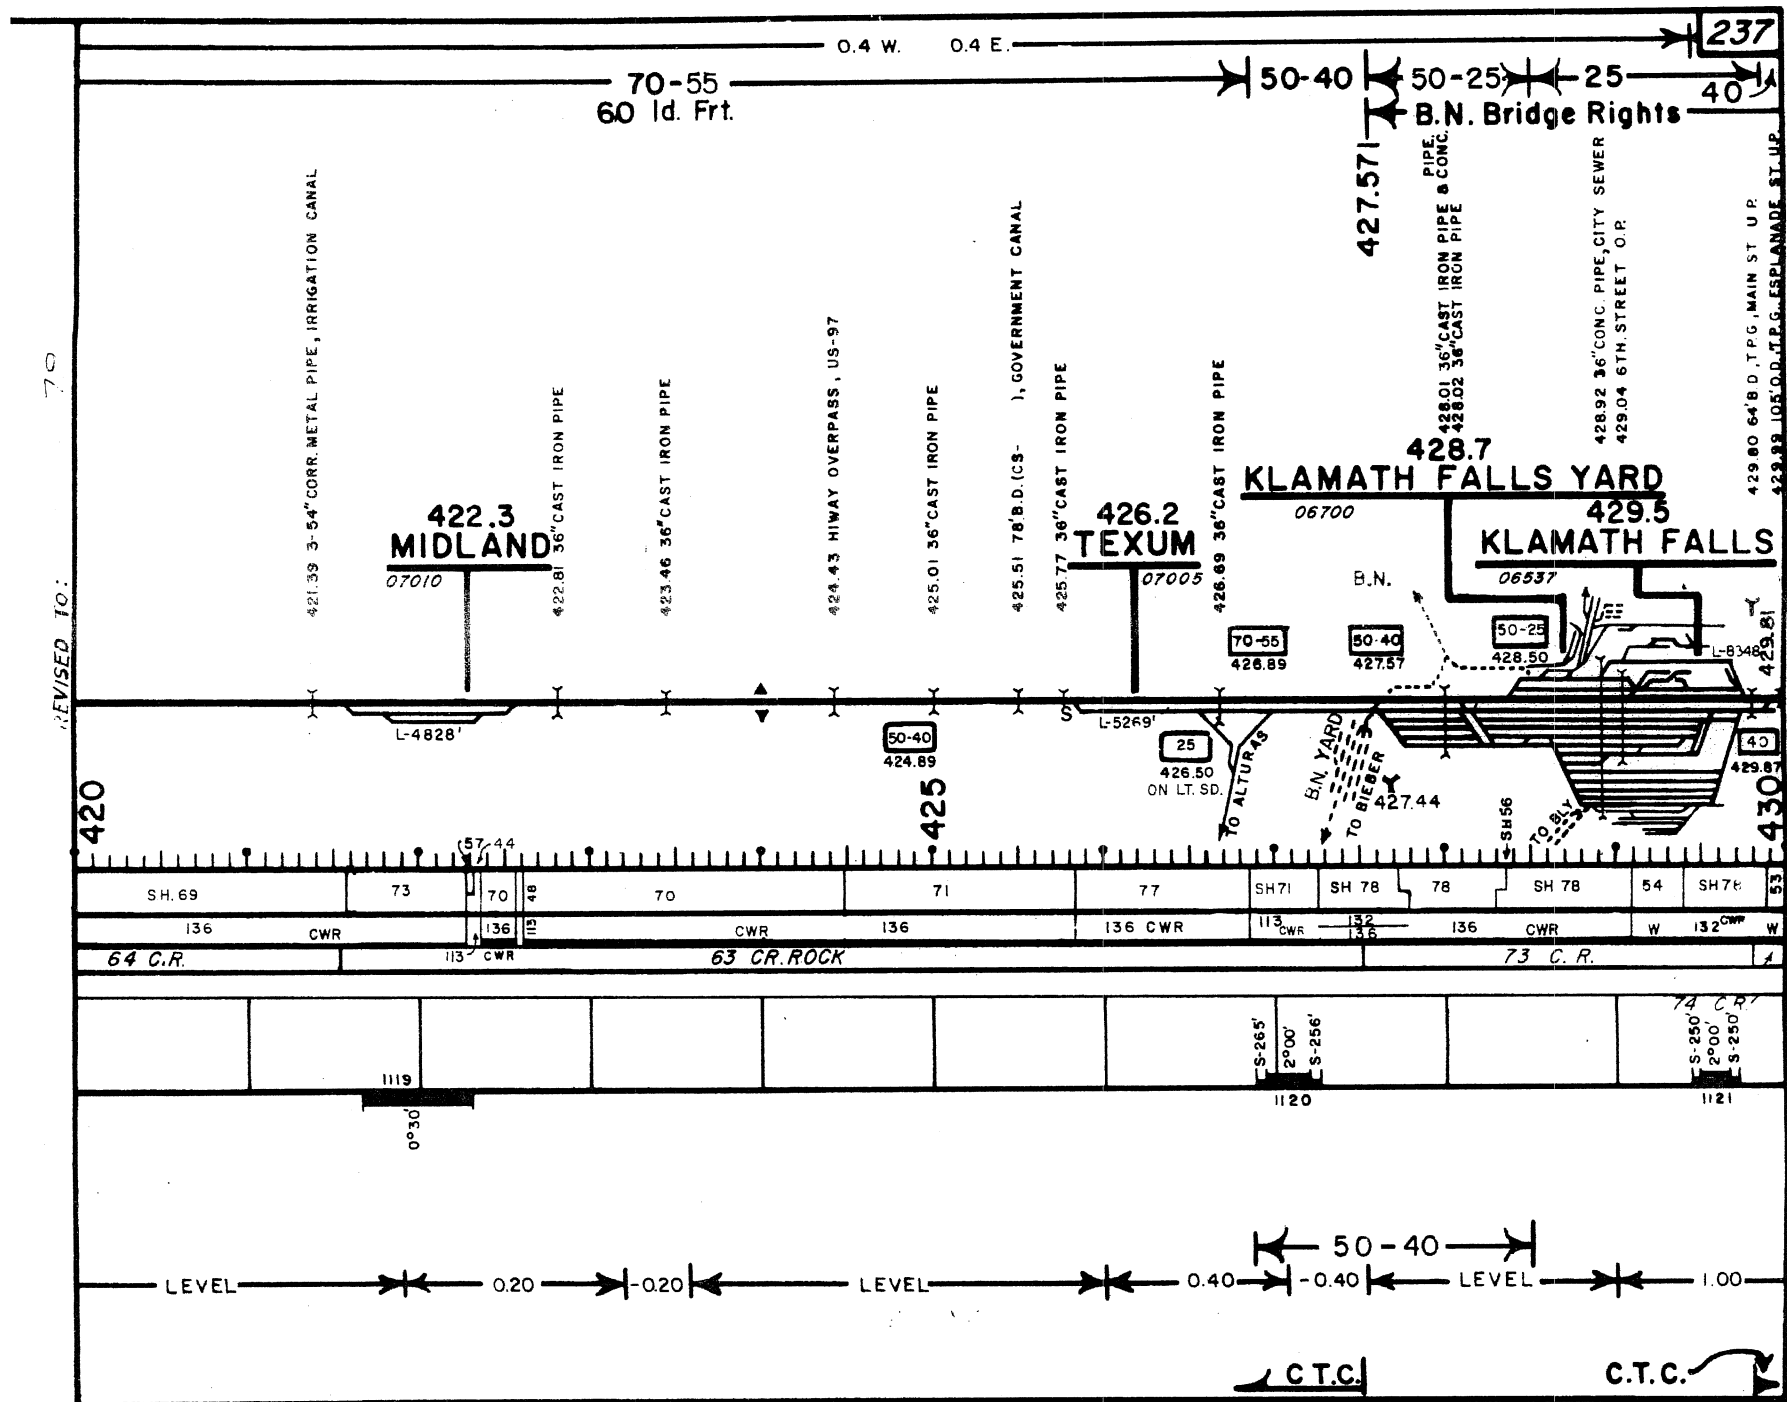 237
0.4 W. 0.4 E.
70-55
60 ld. Frt.
50-40
50-25
25
40
B.N. Bridge Rights
427.571
421.39 3-54" CORR. METAL PIPE, IRRIGATION CANAL
422.81 36" CAST IRON PIPE
423.46 36" CAST IRON PIPE
424.43 HIWAY OVERPASS, US-97
425.01 36" CAST IRON PIPE
425.51 78' B.D. (CS- ), GOVERNMENT CANAL
425.77 36" CAST IRON PIPE
426.69 36" CAST IRON PIPE
428.01 36" CAST IRON PIPE & CONC. PIPE
428.02 36" CAST IRON PIPE
428.92 36" CONC. PIPE, CITY SEWER
429.04 6TH. STREET O.P.
429.80 64' B.D., T.P.G., MAIN ST U.P.
429.99 105' O.D., T.P.G. ESPLANADE ST. U.P.
REVISED TO:
70
422.3
MIDLAND
07010
426.2
TEXUM
07005
428.7
KLAMATH FALLS YARD
06700
429.5
KLAMATH FALLS
06537
B.N.
70-55
426.89
50-40
427.57
50-25
428.50
L-8348'
429.81
L-4828'
50-40
424.89
S
L-5269'
25
426.50
ON LT. SD.
TO ALTURAS
B.N. YARD
TO BIEBER
427.44
SH56
TO BLY
40
429.87
420
425
430
57 44
SH. 69
73
70
48
70
71
77
SH71
SH 78
78
SH 78
54
SH78
53
136 CWR
136
113
CWR 136
136 CWR
113 CWR
132
136
136 CWR
W
132 CWR
W
64 C.R.
113 CWR
63 CR. ROCK
73 C. R.
74 C.R.
1119
0°30'
S-265'
2°00'
S-256'
1120
S-250'
2°00'
S-250'
1121
50-40
LEVEL
0.20
-0.20
LEVEL
0.40
-0.40
LEVEL
1.00
C.T.C.
C.T.C.